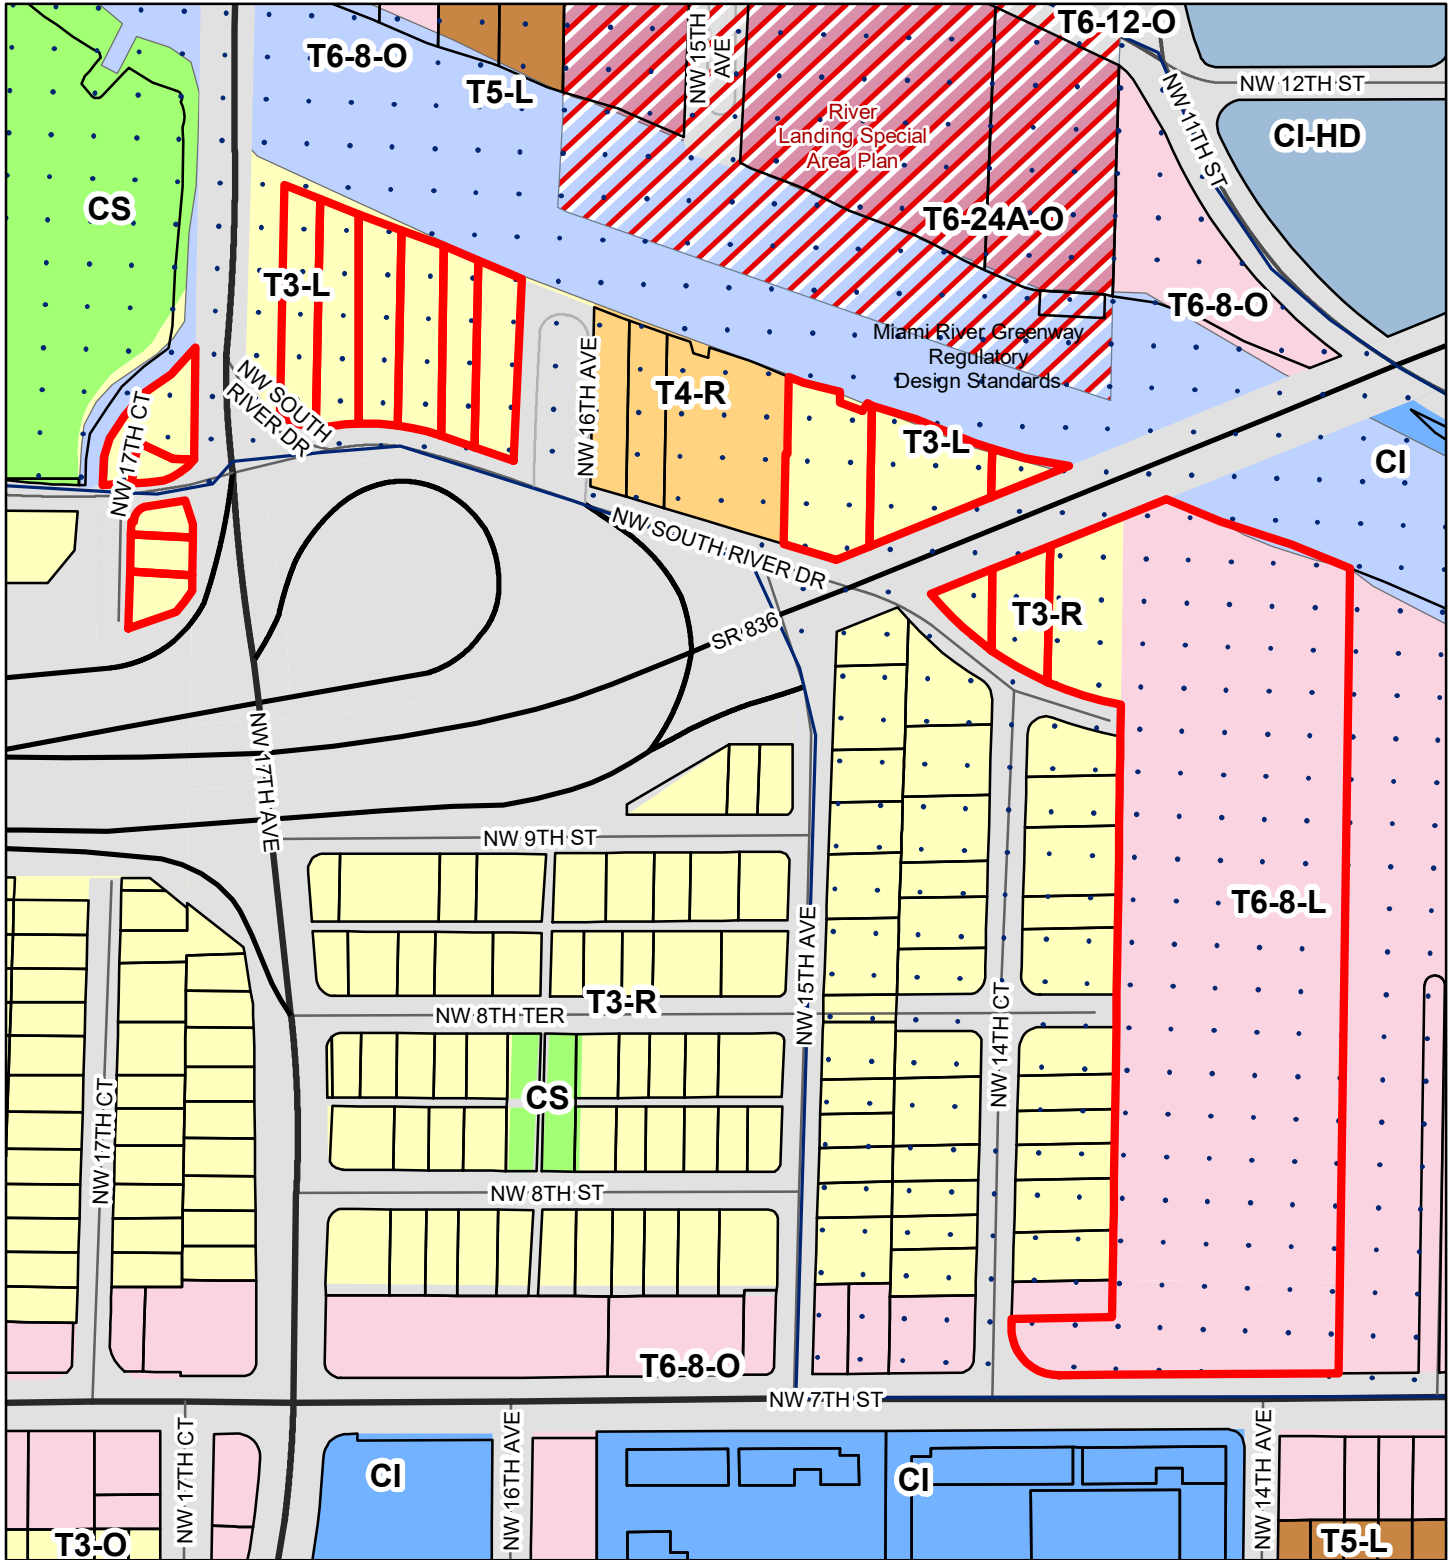 T6-12-O
T6-8-O
NW 15TH
AVE
NW 12TH ST
T5-L
NW 11TH ST
River
Landing Special
Area Plan
CI-HD
CS
T6-24A-O
T3-L
T6-8-O
Miami River Greenway
Regulatory
Design Standards
NW SOUTH
RIVER DR
NW 16TH AVE
T4-R
T3-L
NW 17TH CT
CI
NW SOUTH RIVER DR
T3-R
SR 836
NW 17TH AVE
NW 9TH ST
T6-8-L
NW 15TH AVE
T3-R
NW 8TH TER
NW 14TH CT
CS
NW 17TH CT
NW 8TH ST
T6-8-O
NW 7TH ST
NW 17TH CT
CI
NW 16TH AVE
CI
NW 14TH AVE
T3-O
T5-L